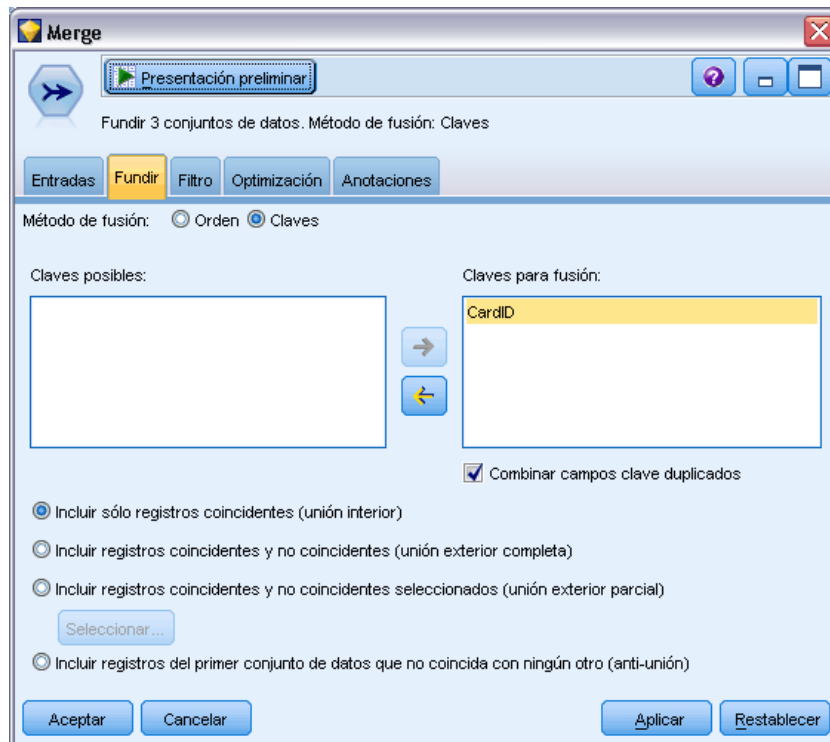 Merge
Presentación preliminar
Fundir 3 conjuntos de datos. Método de fusión: Claves
Entradas Fundir Filtro Optimización Anotaciones
Método de fusión: Orden Claves
Claves posibles: Claves para fusión:
CardID
Combinar campos clave duplicados
Incluir sólo registros coincidentes (unión interior)
Incluir registros coincidentes y no coincidentes (unión exterior completa)
Incluir registros coincidentes y no coincidentes seleccionados (unión exterior parcial)
Seleccionar...
Incluir registros del primer conjunto de datos que no coincida con ningún otro (anti-unión)
Aceptar Cancelar Aplicar Restablecer